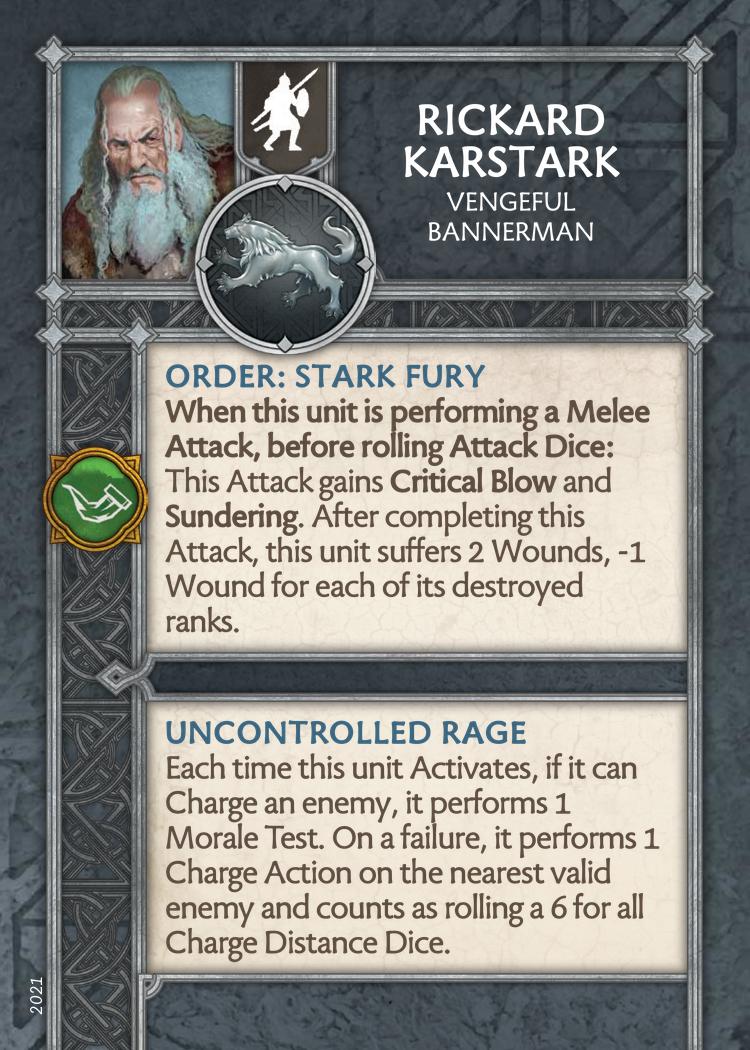 RICKARD
KARSTARK
VENGEFUL
BANNERMAN
ORDER: STARK FURY
When this unit is performing a Melee
Attack, before rolling Attack Dice:
This Attack gains Critical Blow and
Sundering. After completing this
Attack, this unit suffers 2 Wounds, -1
Wound for each of its destroyed
ranks.
UNCONTROLLED RAGE
Each time this unit Activates, if it can
Charge an enemy, it performs 1
Morale Test. On a failure, it performs 1
Charge Action on the nearest valid
enemy and counts as rolling a 6 for all
Charge Distance Dice.
2021